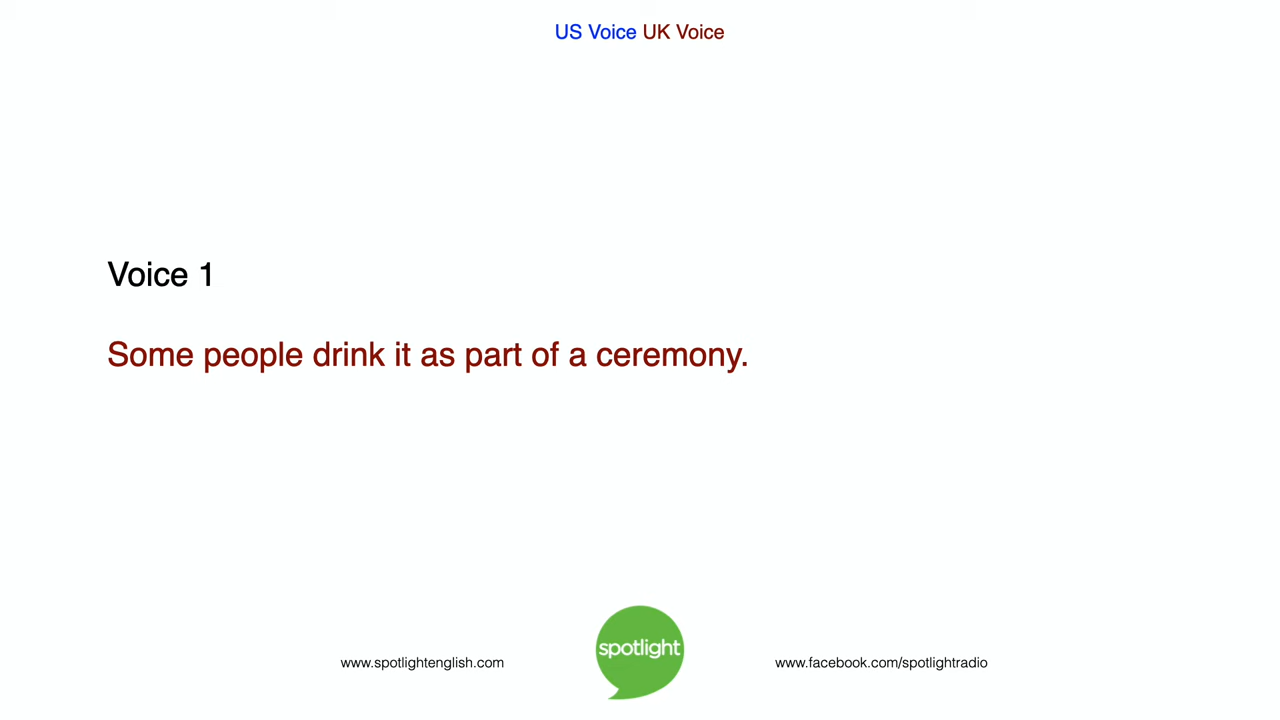 US Voice UK Voice
Voice 1
Some people drink it as part of a ceremony.
spotlight
www.spotlightenglish.com
www.facebook.com/spotlightradio